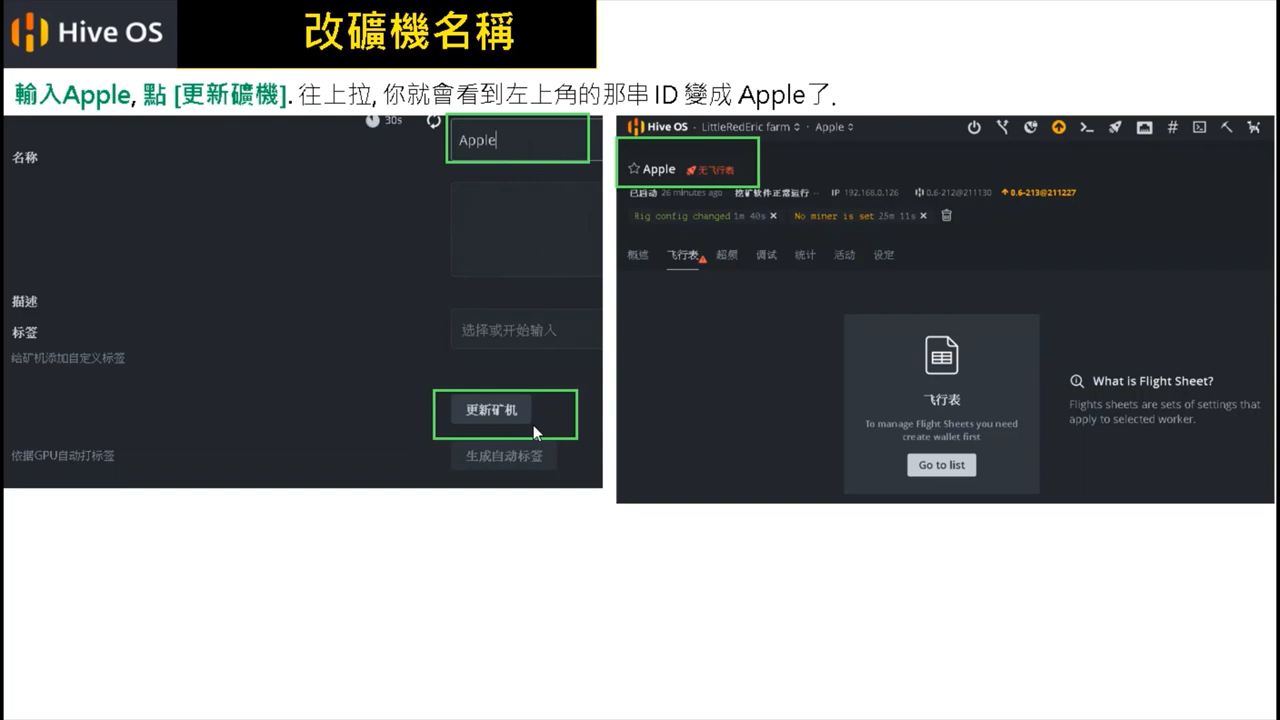 Hive OS
改礦機名稱
輸入Apple, 點 [更新礦機]. 往上拉, 你就會看到左上角的那串 ID 變成 Apple了.
30s
名称
Apple
描述
标签
选择或开始输入
给矿机添加自定义标签
更新矿机
依据GPU自动打标签
生成自动标签
Hive OS · LittleRedEric farm · Apple
Apple 无飞行表
已启动 26 minutes ago 挖矿软件正常运行 -- IP 192.168.0.126 0.6-212@211130 0.6-213@211227
Rig config changed 1m 40s × No miner is set 25m 11s ×
概述 飞行表 超频 调试 统计 活动 设定
飞行表
To manage Flight Sheets you need
create wallet first
Go to list
What is Flight Sheet?
Flights sheets are sets of settings that
apply to selected worker.